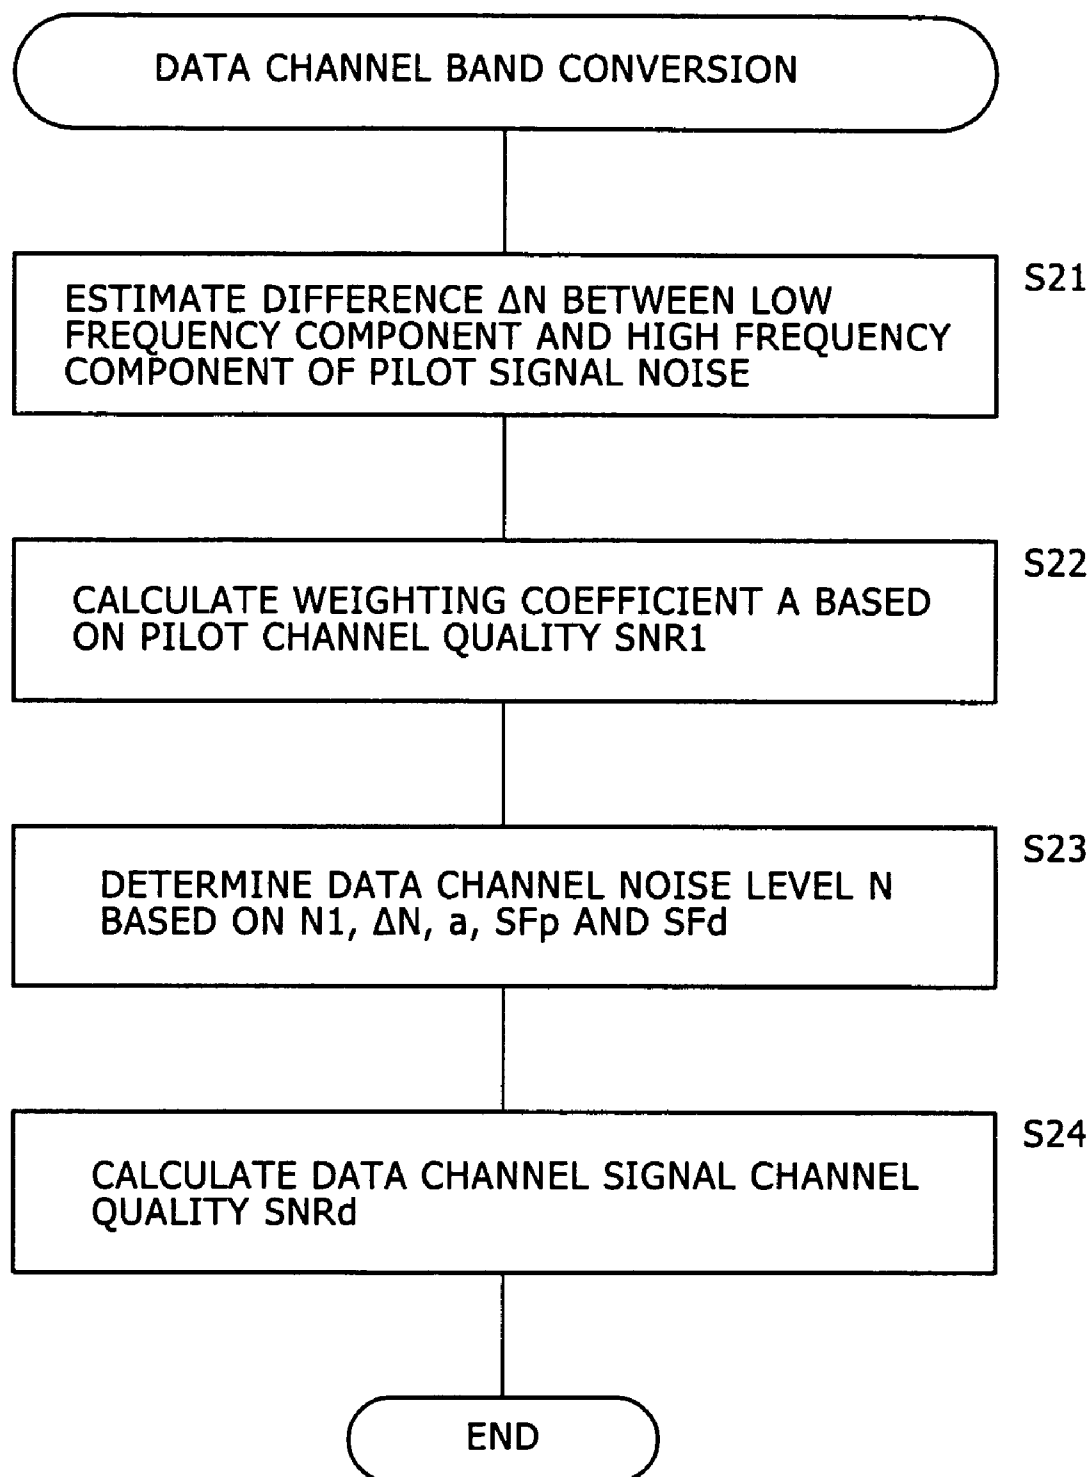 DATA CHANNEL BAND CONVERSION
S21
ESTIMATE DIFFERENCE ΔN BETWEEN LOW
FREQUENCY COMPONENT AND HIGH FREQUENCY
COMPONENT OF PILOT SIGNAL NOISE
S22
CALCULATE WEIGHTING COEFFICIENT A BASED
ON PILOT CHANNEL QUALITY SNR1
S23
DETERMINE DATA CHANNEL NOISE LEVEL N
BASED ON N1, ΔN, a, SFp AND SFd
S24
CALCULATE DATA CHANNEL SIGNAL CHANNEL
QUALITY SNRd
END